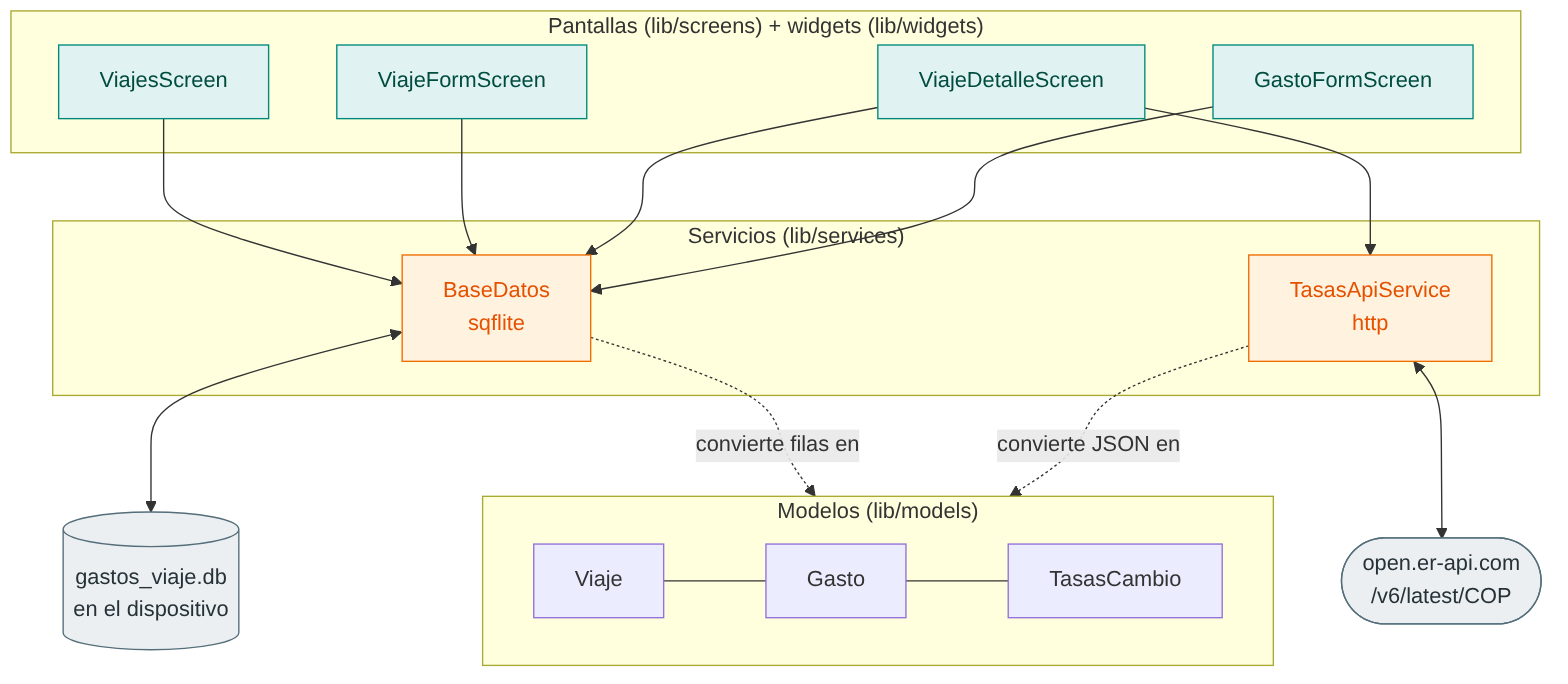 Pantallas (lib/screens) + widgets (lib/widgets)
ViajesScreen
ViajeFormScreen
ViajeDetalleScreen
GastoFormScreen
Servicios (lib/services)
BaseDatos
sqflite
TasasApiService
http
convierte filas en
convierte JSON en
gastos_viaje.db
en el dispositivo
Modelos (lib/models)
Viaje
Gasto
TasasCambio
open.er-api.com
/v6/latest/COP